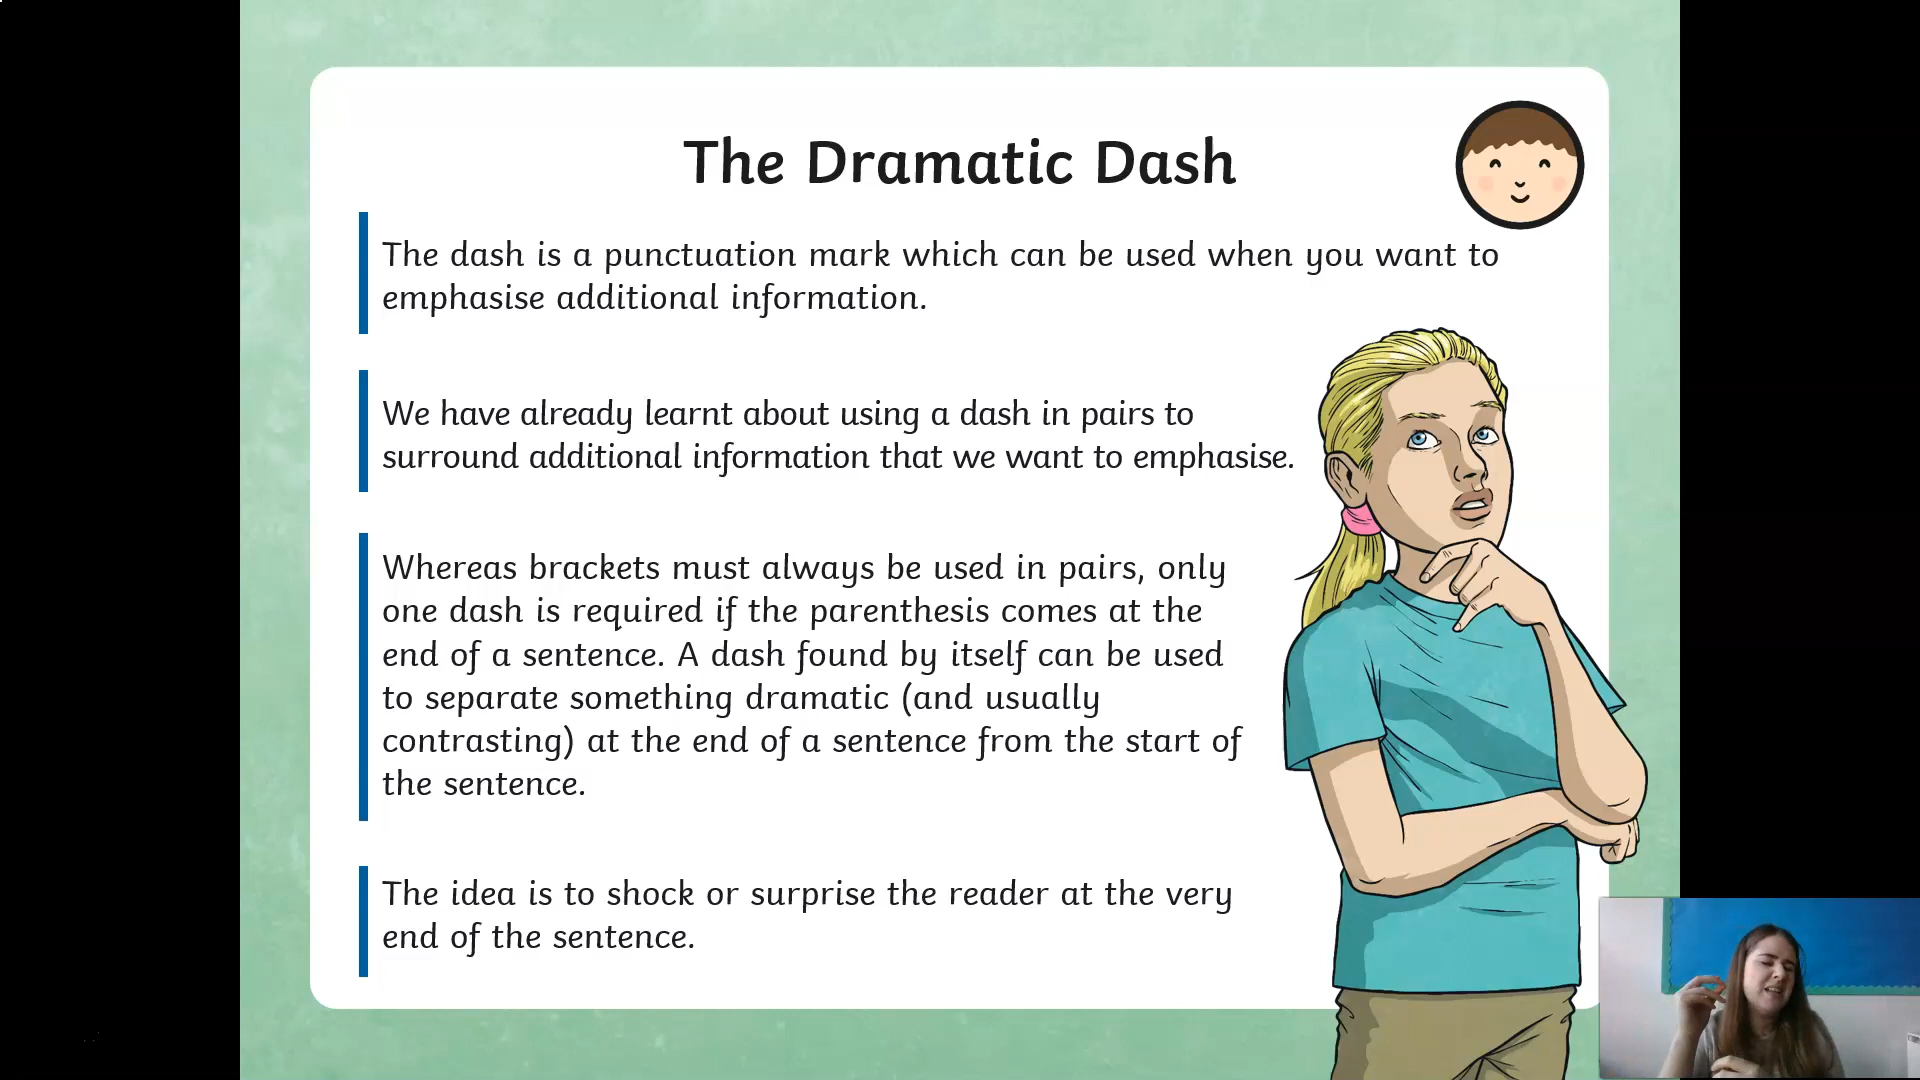 The Dramatic Dash
The dash is a punctuation mark which can be used when you want to
emphasise additional information.
We have already learnt about using a dash in pairs to
surround additional information that we want to emphasise.
Whereas brackets must always be used in pairs, only
one dash is required if the parenthesis comes at the
end of a sentence. A dash found by itself can be used
to separate something dramatic (and usually
contrasting) at the end of a sentence from the start of
the sentence.
The idea is to shock or surprise the reader at the very
end of the sentence.